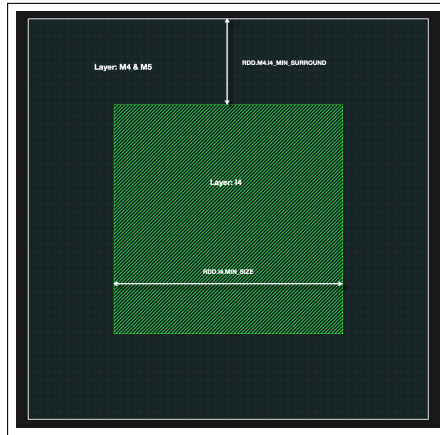 Layer: M4 & M5
RDD.M4.I4_MIN_SURROUND
Layer: I4
RDD.I4.MIN_SIZE